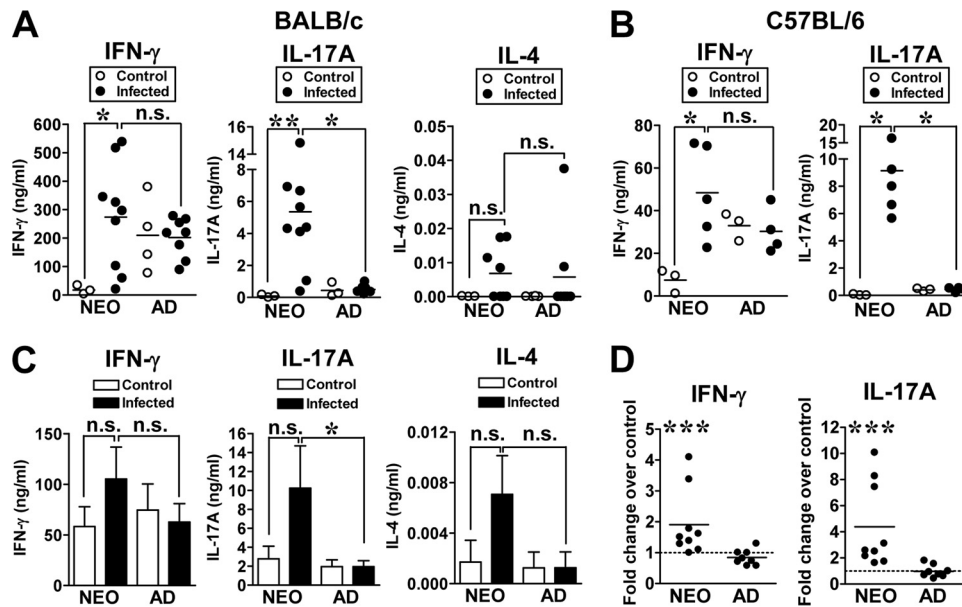 A
BALB/c
IFN-γ
○ Control
● Infected
IFN-γ (ng/ml)
600
500
400
300
200
100
0
*
n.s.
NEO AD
IL-17A
○ Control
● Infected
IL-17A (ng/ml)
16
14
8
6
4
2
0
**
*
NEO AD
IL-4
○ Control
● Infected
IL-4 (ng/ml)
0.05
0.04
0.03
0.02
0.01
0.00
n.s.
n.s.
NEO AD
B
C57BL/6
IFN-γ
○ Control
● Infected
IFN-γ (ng/ml)
80
60
40
20
0
*
n.s.
NEO AD
IL-17A
○ Control
● Infected
IL-17A (ng/ml)
20
15
10
8
6
4
2
0
*
*
NEO AD
C
IFN-γ
Control
Infected
IFN-γ (ng/ml)
150
100
50
0
n.s.
n.s.
NEO AD
IL-17A
Control
Infected
IL-17A (ng/ml)
16
14
12
10
8
6
4
2
0
n.s.
*
NEO AD
IL-4
Control
Infected
IL-4 (ng/ml)
0.012
0.008
0.004
0.000
n.s.
n.s.
NEO AD
D
IFN-γ
Fold change over control
5
4
3
2
1
0
***
NEO AD
IL-17A
Fold change over control
12
10
8
6
4
2
0
***
NEO AD